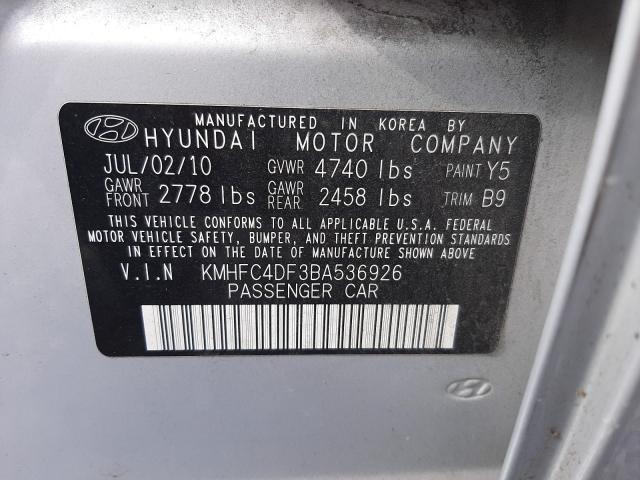 MANUFACTURED IN KOREA BY
HYUNDAI MOTOR COMPANY
JUL/02/10 GVWR 4740 lbs PAINT Y5
GAWR FRONT 2778 lbs GAWR REAR 2458 lbs TRIM B9
THIS VEHICLE CONFORMS TO ALL APPLICABLE U.S.A. FEDERAL
MOTOR VEHICLE SAFETY, BUMPER, AND THEFT PREVENTION STANDARDS
IN EFFECT ON THE DATE OF MANUFACTURE SHOWN ABOVE
V.I.N KMHFC4DF3BA536926
PASSENGER CAR